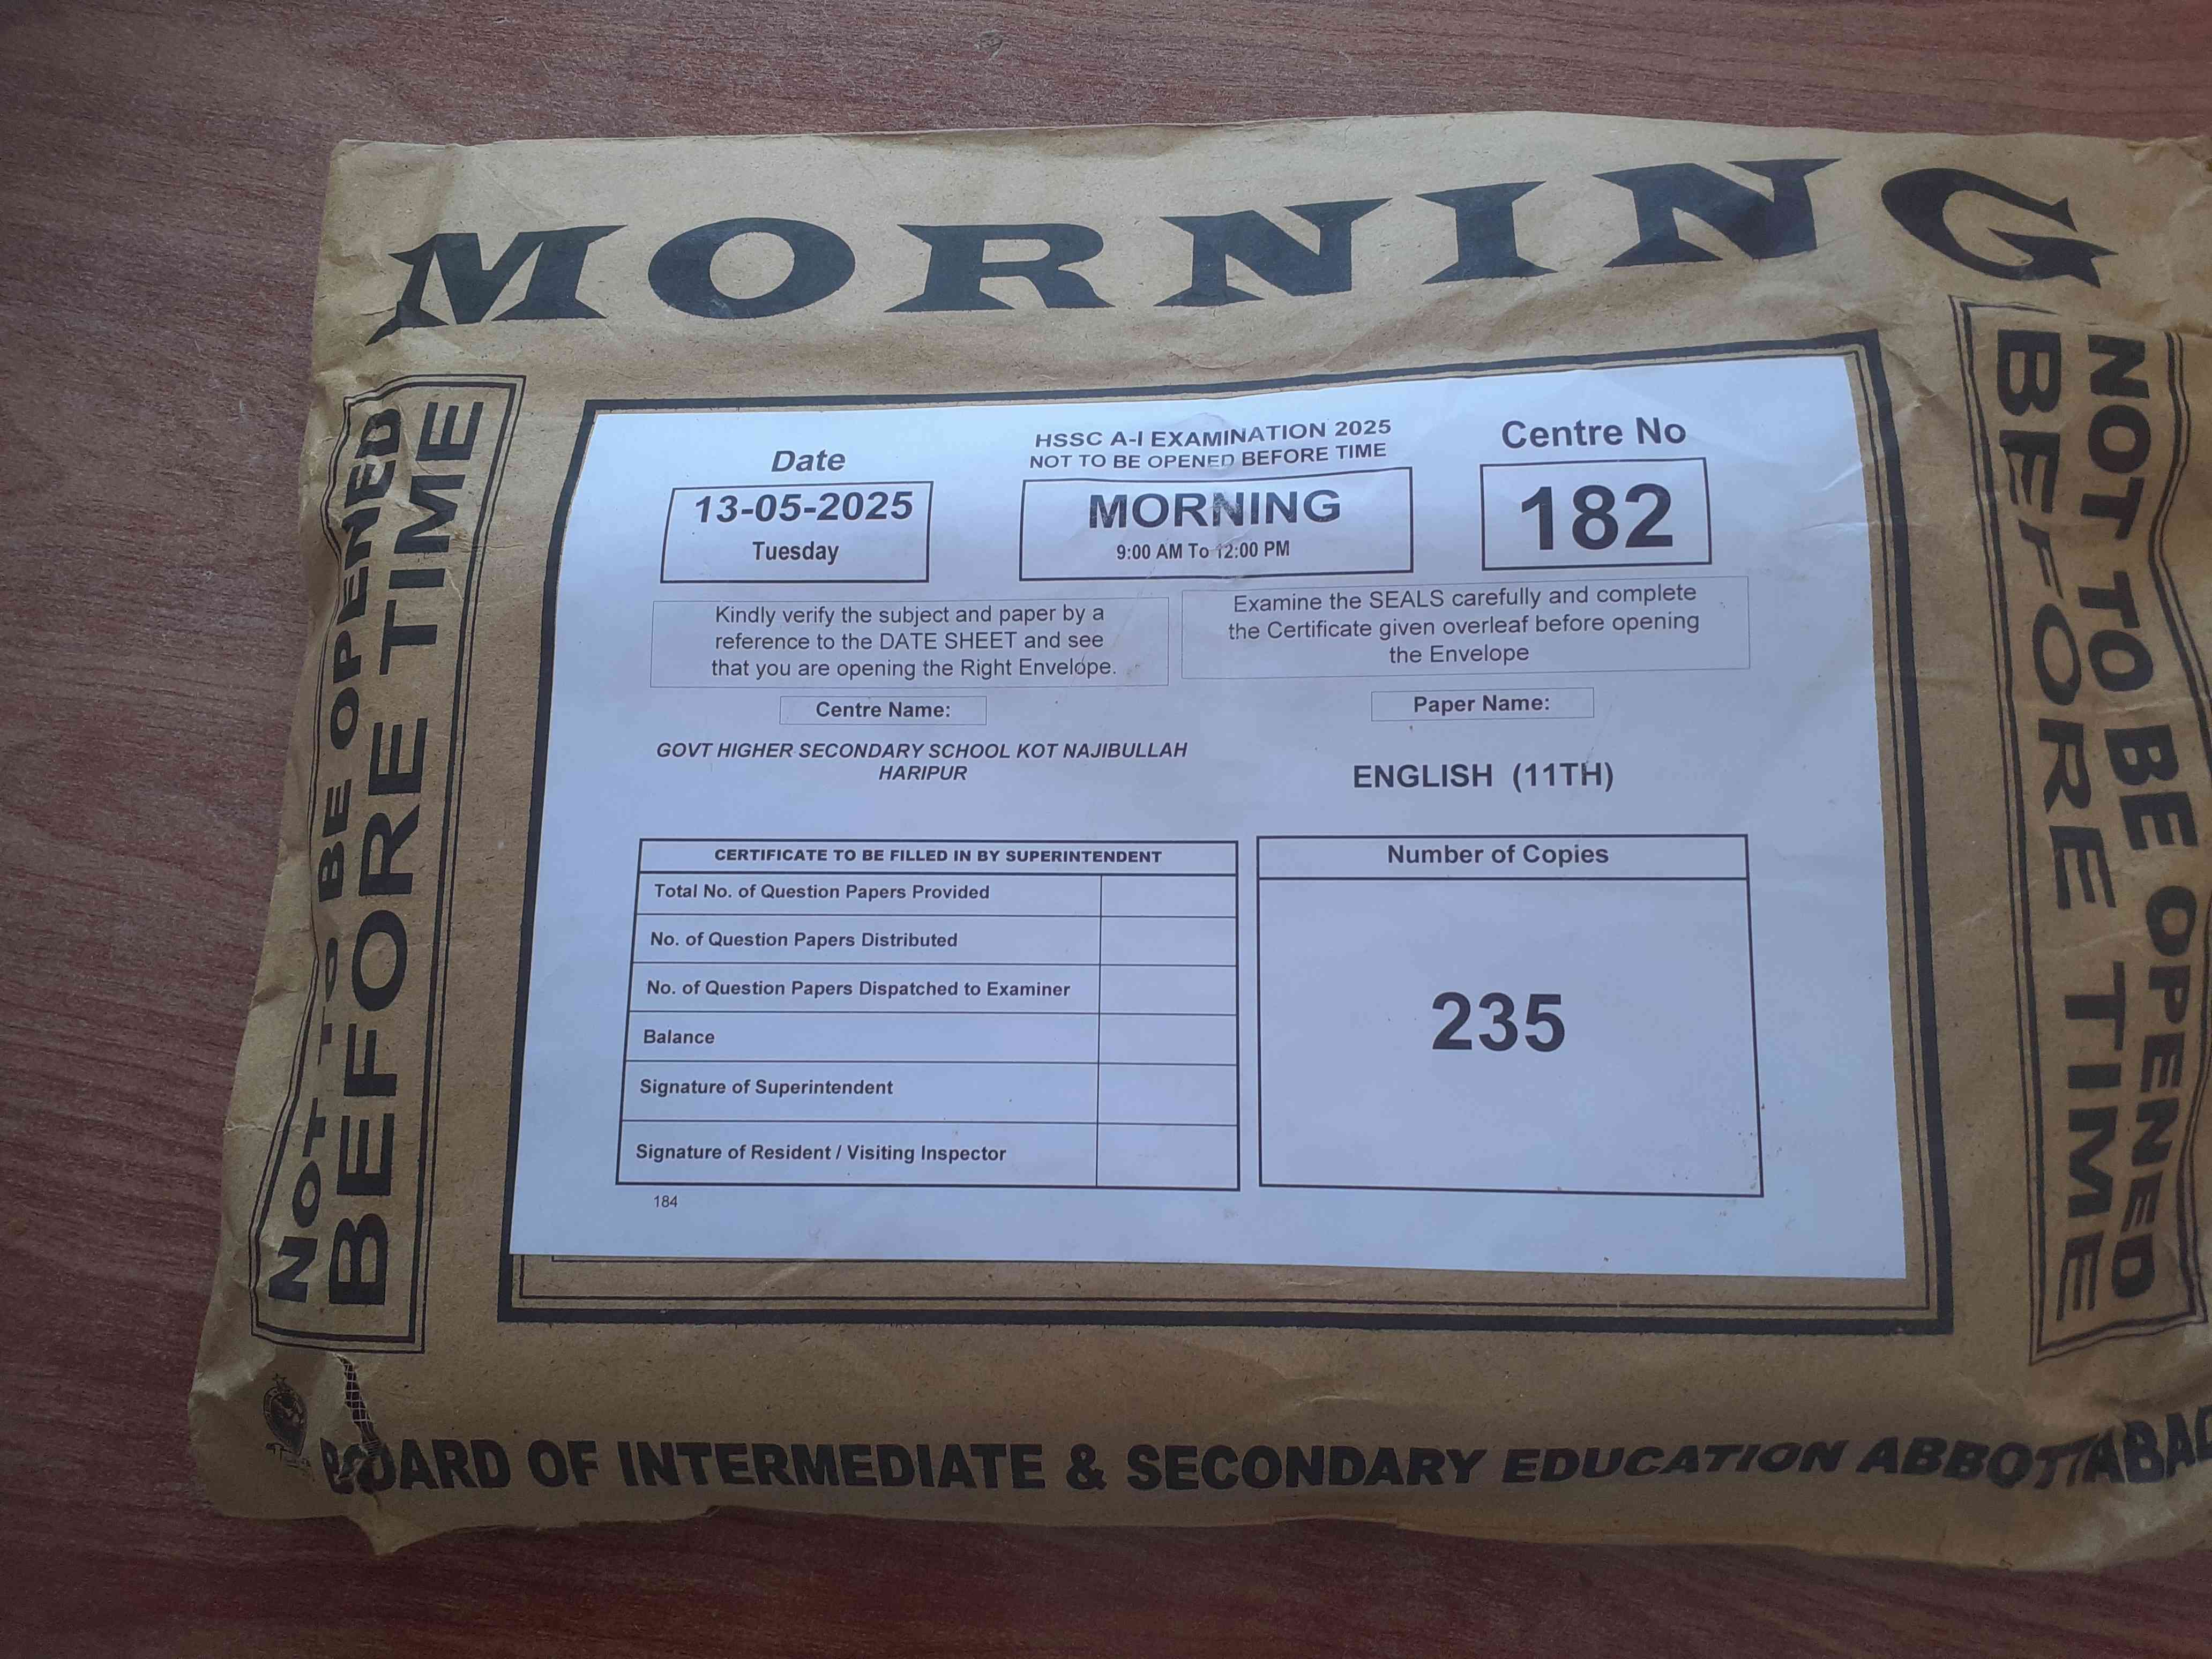 MORNING
NOT TO BE OPENED
BEFORE TIME
Date
13-05-2025
Tuesday
HSSC A-I EXAMINATION 2025
NOT TO BE OPENED BEFORE TIME
MORNING
9:00 AM To 12:00 PM
Centre No
182
Kindly verify the subject and paper by a
reference to the DATE SHEET and see
that you are opening the Right Envelope.
Examine the SEALS carefully and complete
the Certificate given overleaf before opening
the Envelope
Centre Name:
GOVT HIGHER SECONDARY SCHOOL KOT NAJIBULLAH
HARIPUR
Paper Name:
ENGLISH (11TH)
CERTIFICATE TO BE FILLED IN BY SUPERINTENDENT
Total No. of Question Papers Provided
No. of Question Papers Distributed
No. of Question Papers Dispatched to Examiner
Balance
Signature of Superintendent
Signature of Resident / Visiting Inspector
184
Number of Copies
235
NOT TO BE OPENED
BEFORE TIME
BOARD OF INTERMEDIATE & SECONDARY EDUCATION ABBOTTABAD